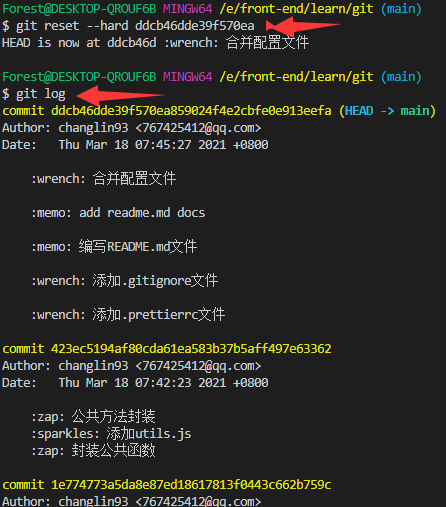 Forest@DESKTOP-QROUF6B MINGW64 /e/front-end/learn/git (main)
$ git reset --hard ddcb46dde39f570ea
HEAD is now at ddcb46d :wrench: 合并配置文件
Forest@DESKTOP-QROUF6B MINGW64 /e/front-end/learn/git (main)
$ git log
commit ddcb46dde39f570ea859024f4e2cbfe0e913eefa (HEAD -> main)
Author: changlin93 <767425412@qq.com>
Date:   Thu Mar 18 07:45:27 2021 +0800
:wrench: 合并配置文件
:memo: add readme.md docs
:memo: 编写README.md文件
:wrench: 添加.gitignore文件
:wrench: 添加.prettierrc文件
commit 423ec5194af80cda61ea583b37b5aff497e63362
Author: changlin93 <767425412@qq.com>
Date:   Thu Mar 18 07:42:23 2021 +0800
:zap: 公共方法封装
:sparkles: 添加utils.js
:zap: 封装公共函数
commit 1e774773a5da8e87ed18617813f0443c662b759c
Author: changlin93 <767425412@qq.com>